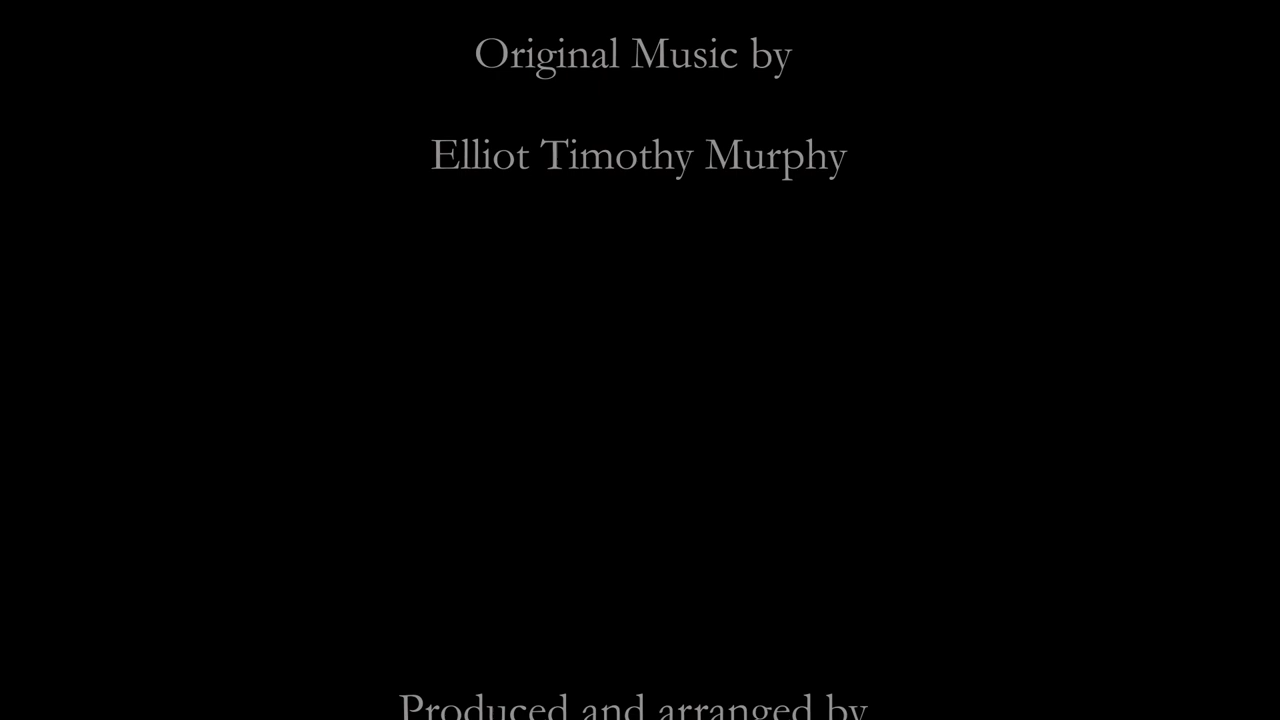 Original Music by
Elliot Timothy Murphy
Produced and arranged by